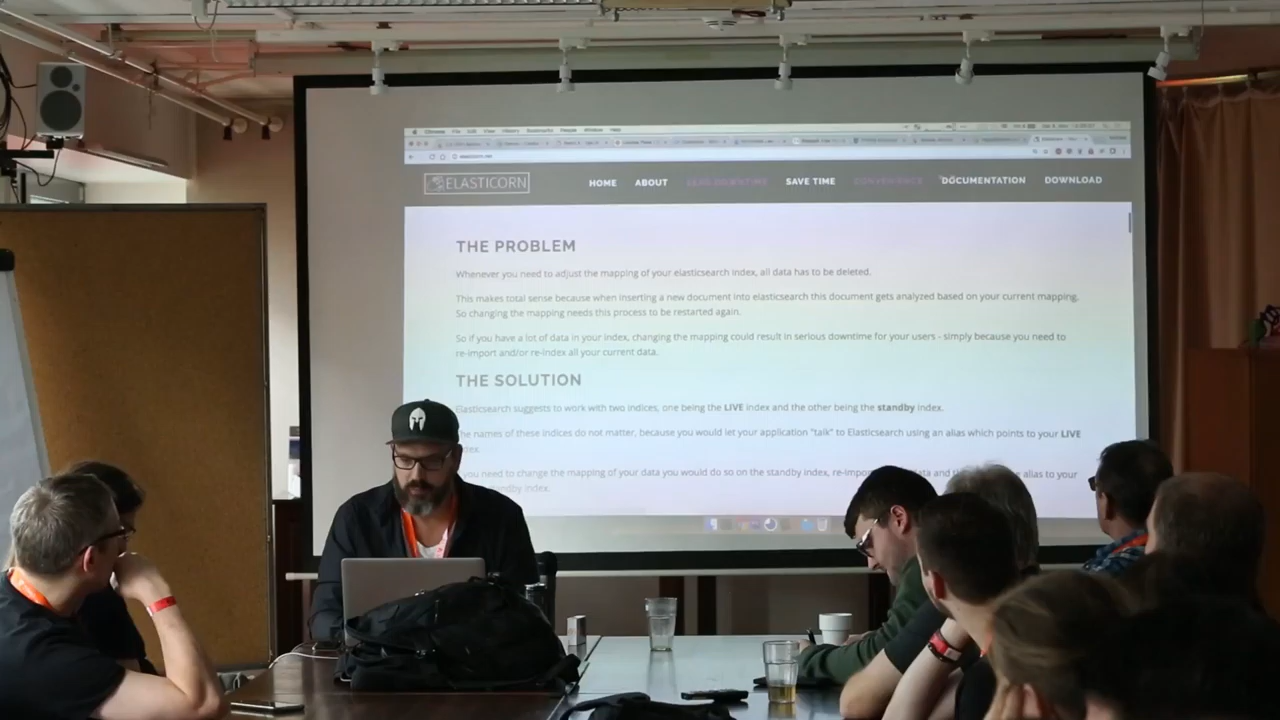 ELASTICORN
HOME ABOUT ZERO DOWNTIME SAVE TIME CONVENIENCE DOCUMENTATION DOWNLOAD
THE PROBLEM
Whenever you need to adjust the mapping of your elasticsearch index, all data has to be deleted.
This makes total sense because when inserting a new document into elasticsearch this document gets analyzed based on your current mapping.
So changing the mapping needs this process to be restarted again.
So if you have a lot of data in your index, changing the mapping could result in serious downtime for your users - simply because you need to
re-import and/or re-index all your current data.
THE SOLUTION
Elasticsearch suggests to work with two indices, one being the LIVE index and the other being the standby index.
The names of these indices do not matter, because you would let your application "talk" to Elasticsearch using an alias which points to your LIVE
you need to change the mapping of your data you would do so on the standby index, alias to your
standby index.